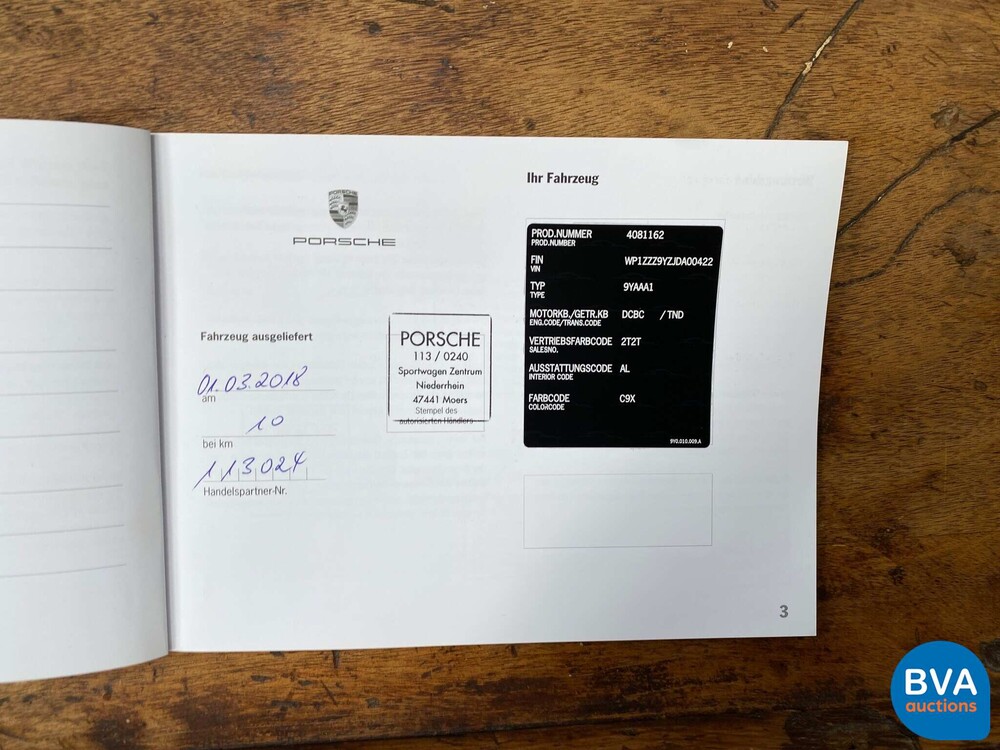 PORSCHE
PORSCHE
Fahrzeug ausgeliefert
01.03.2018
am
10
bei km
113024
Handelspartner-Nr.
PORSCHE
113 / 0240
Sportwagen Zentrum
Niederrhein
47441 Moers
Stempel des
autorisierten Händlers
Ihr Fahrzeug
PROD.NUMMER 4081162
PROD.NUMBER
FIN WP1ZZZ9YZJDA00422
VIN
TYP 9YAAA1
TYPE
MOTORKB./GETR.KB DCBC / TND
ENG.CODE/TRANS.CODE
VERTRIEBSFARBCODE 2T2T
SALESNO.
AUSSTATTUNGSCODE AL
INTERIOR CODE
FARBCODE C9X
COLORCODE
9Y0.010.009.A
3
BVA
auctions